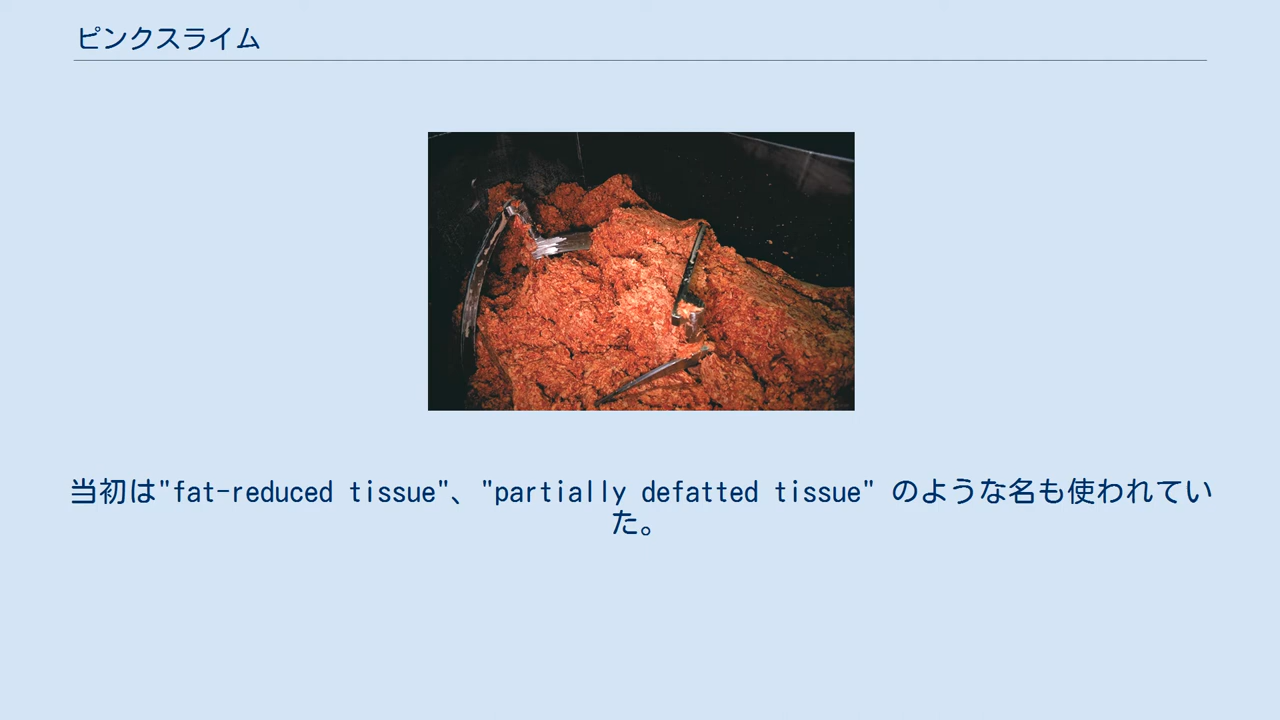 ピンクスライム
当初は"fat-reduced tissue"、"partially defatted tissue" のような名も使われてい
た。